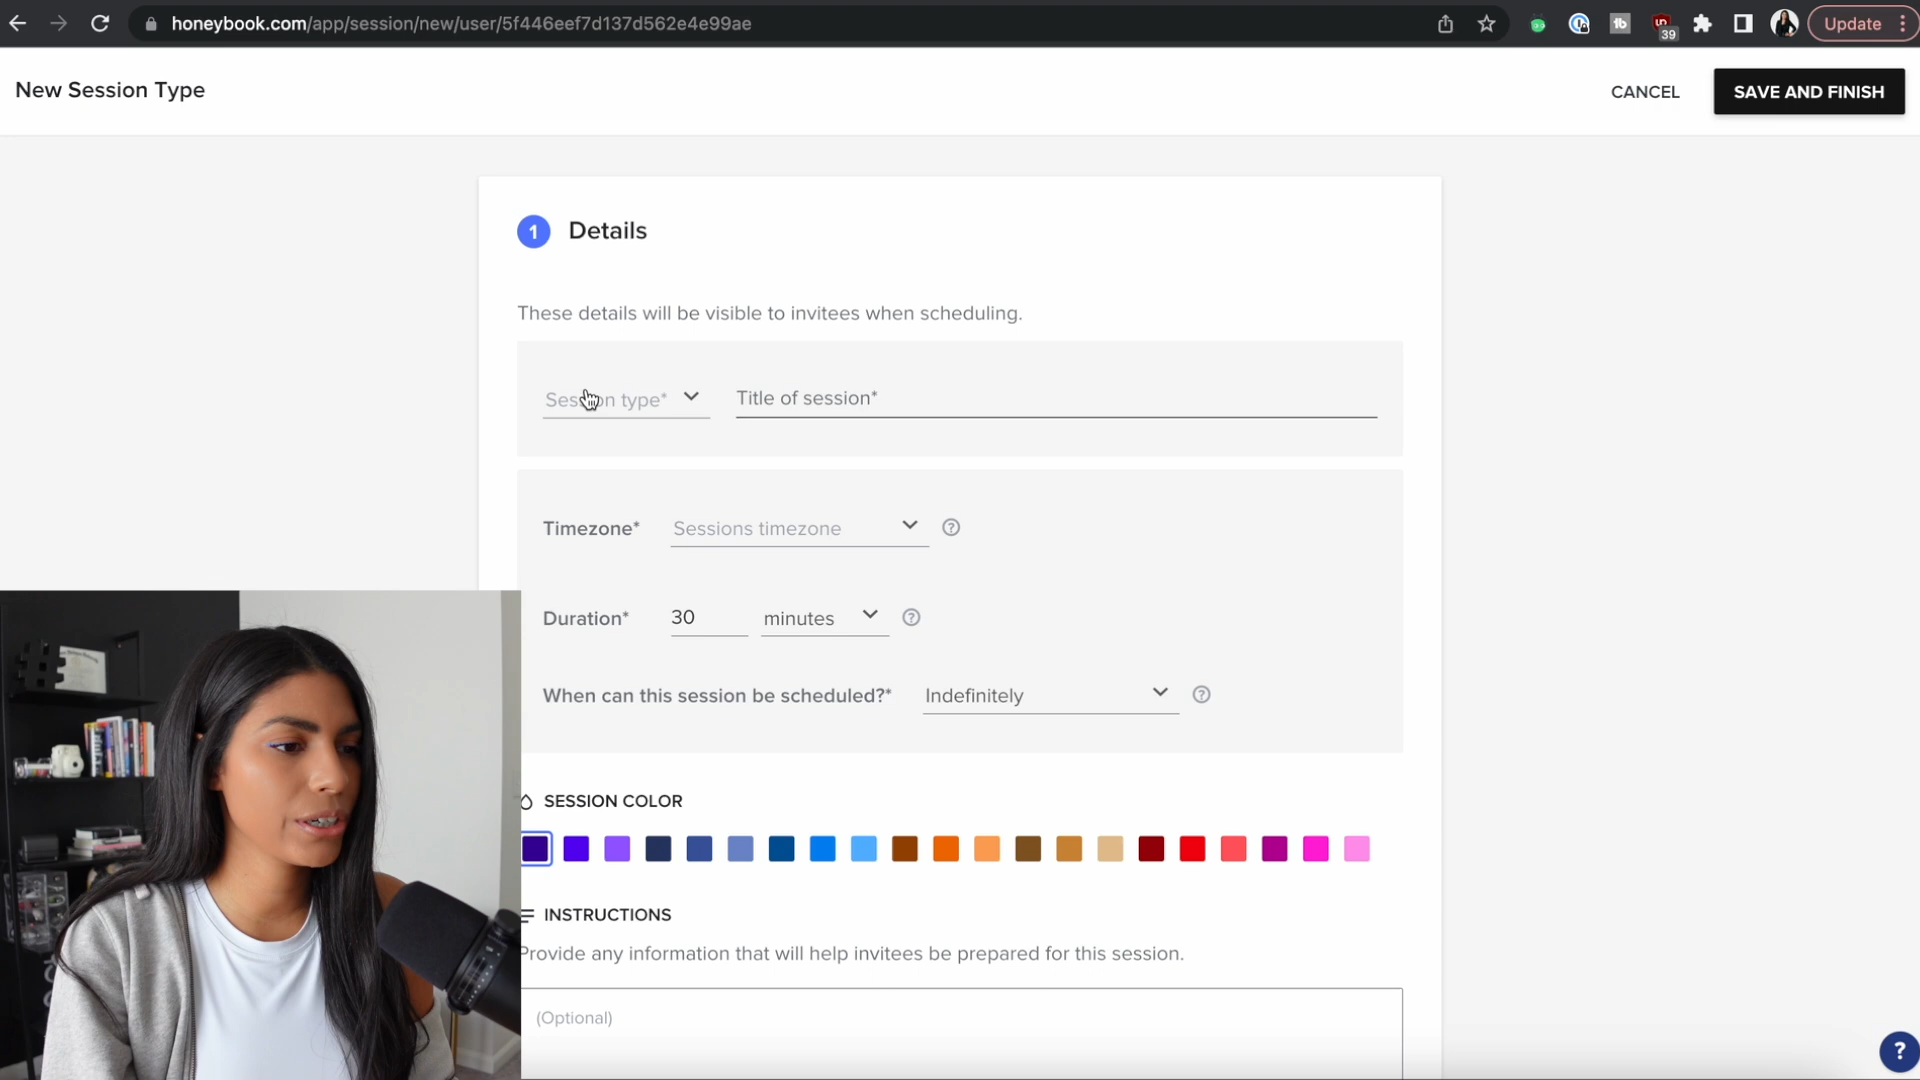 honeybook.com/app/session/new/user/5f446eef7d137d562e4e99ae
tb
39
Update
New Session Type
CANCEL
SAVE AND FINISH
1 Details
These details will be visible to invitees when scheduling.
Session type* Title of session*
Timezone* Sessions timezone ?
Duration* 30 minutes ?
When can this session be scheduled?* Indefinitely ?
SESSION COLOR
INSTRUCTIONS
Provide any information that will help invitees be prepared for this session.
(Optional)
?